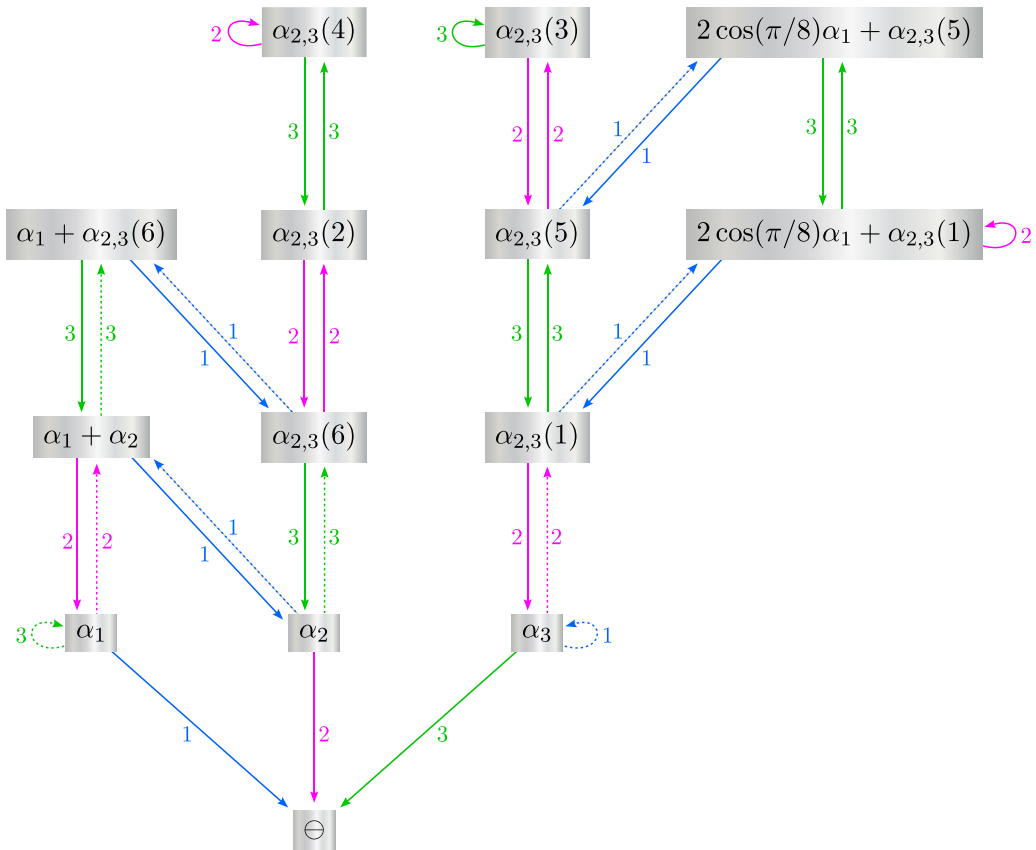 2 α₂,₃(4) 3 α₂,₃(3) 2 cos(π/8)α₁ + α₂,₃(5)
3 3 2 2 1 1 3 3
α₁ + α₂,₃(6) α₂,₃(2) α₂,₃(5) 2 cos(π/8)α₁ + α₂,₃(1) 2
3 3 1 1 2 2 3 3 1 1
α₁ + α₂ α₂,₃(6) α₂,₃(1)
2 2 1 1 3 3 2 2
3 α₁ α₂ α₃ 1
1 2 3
⊖